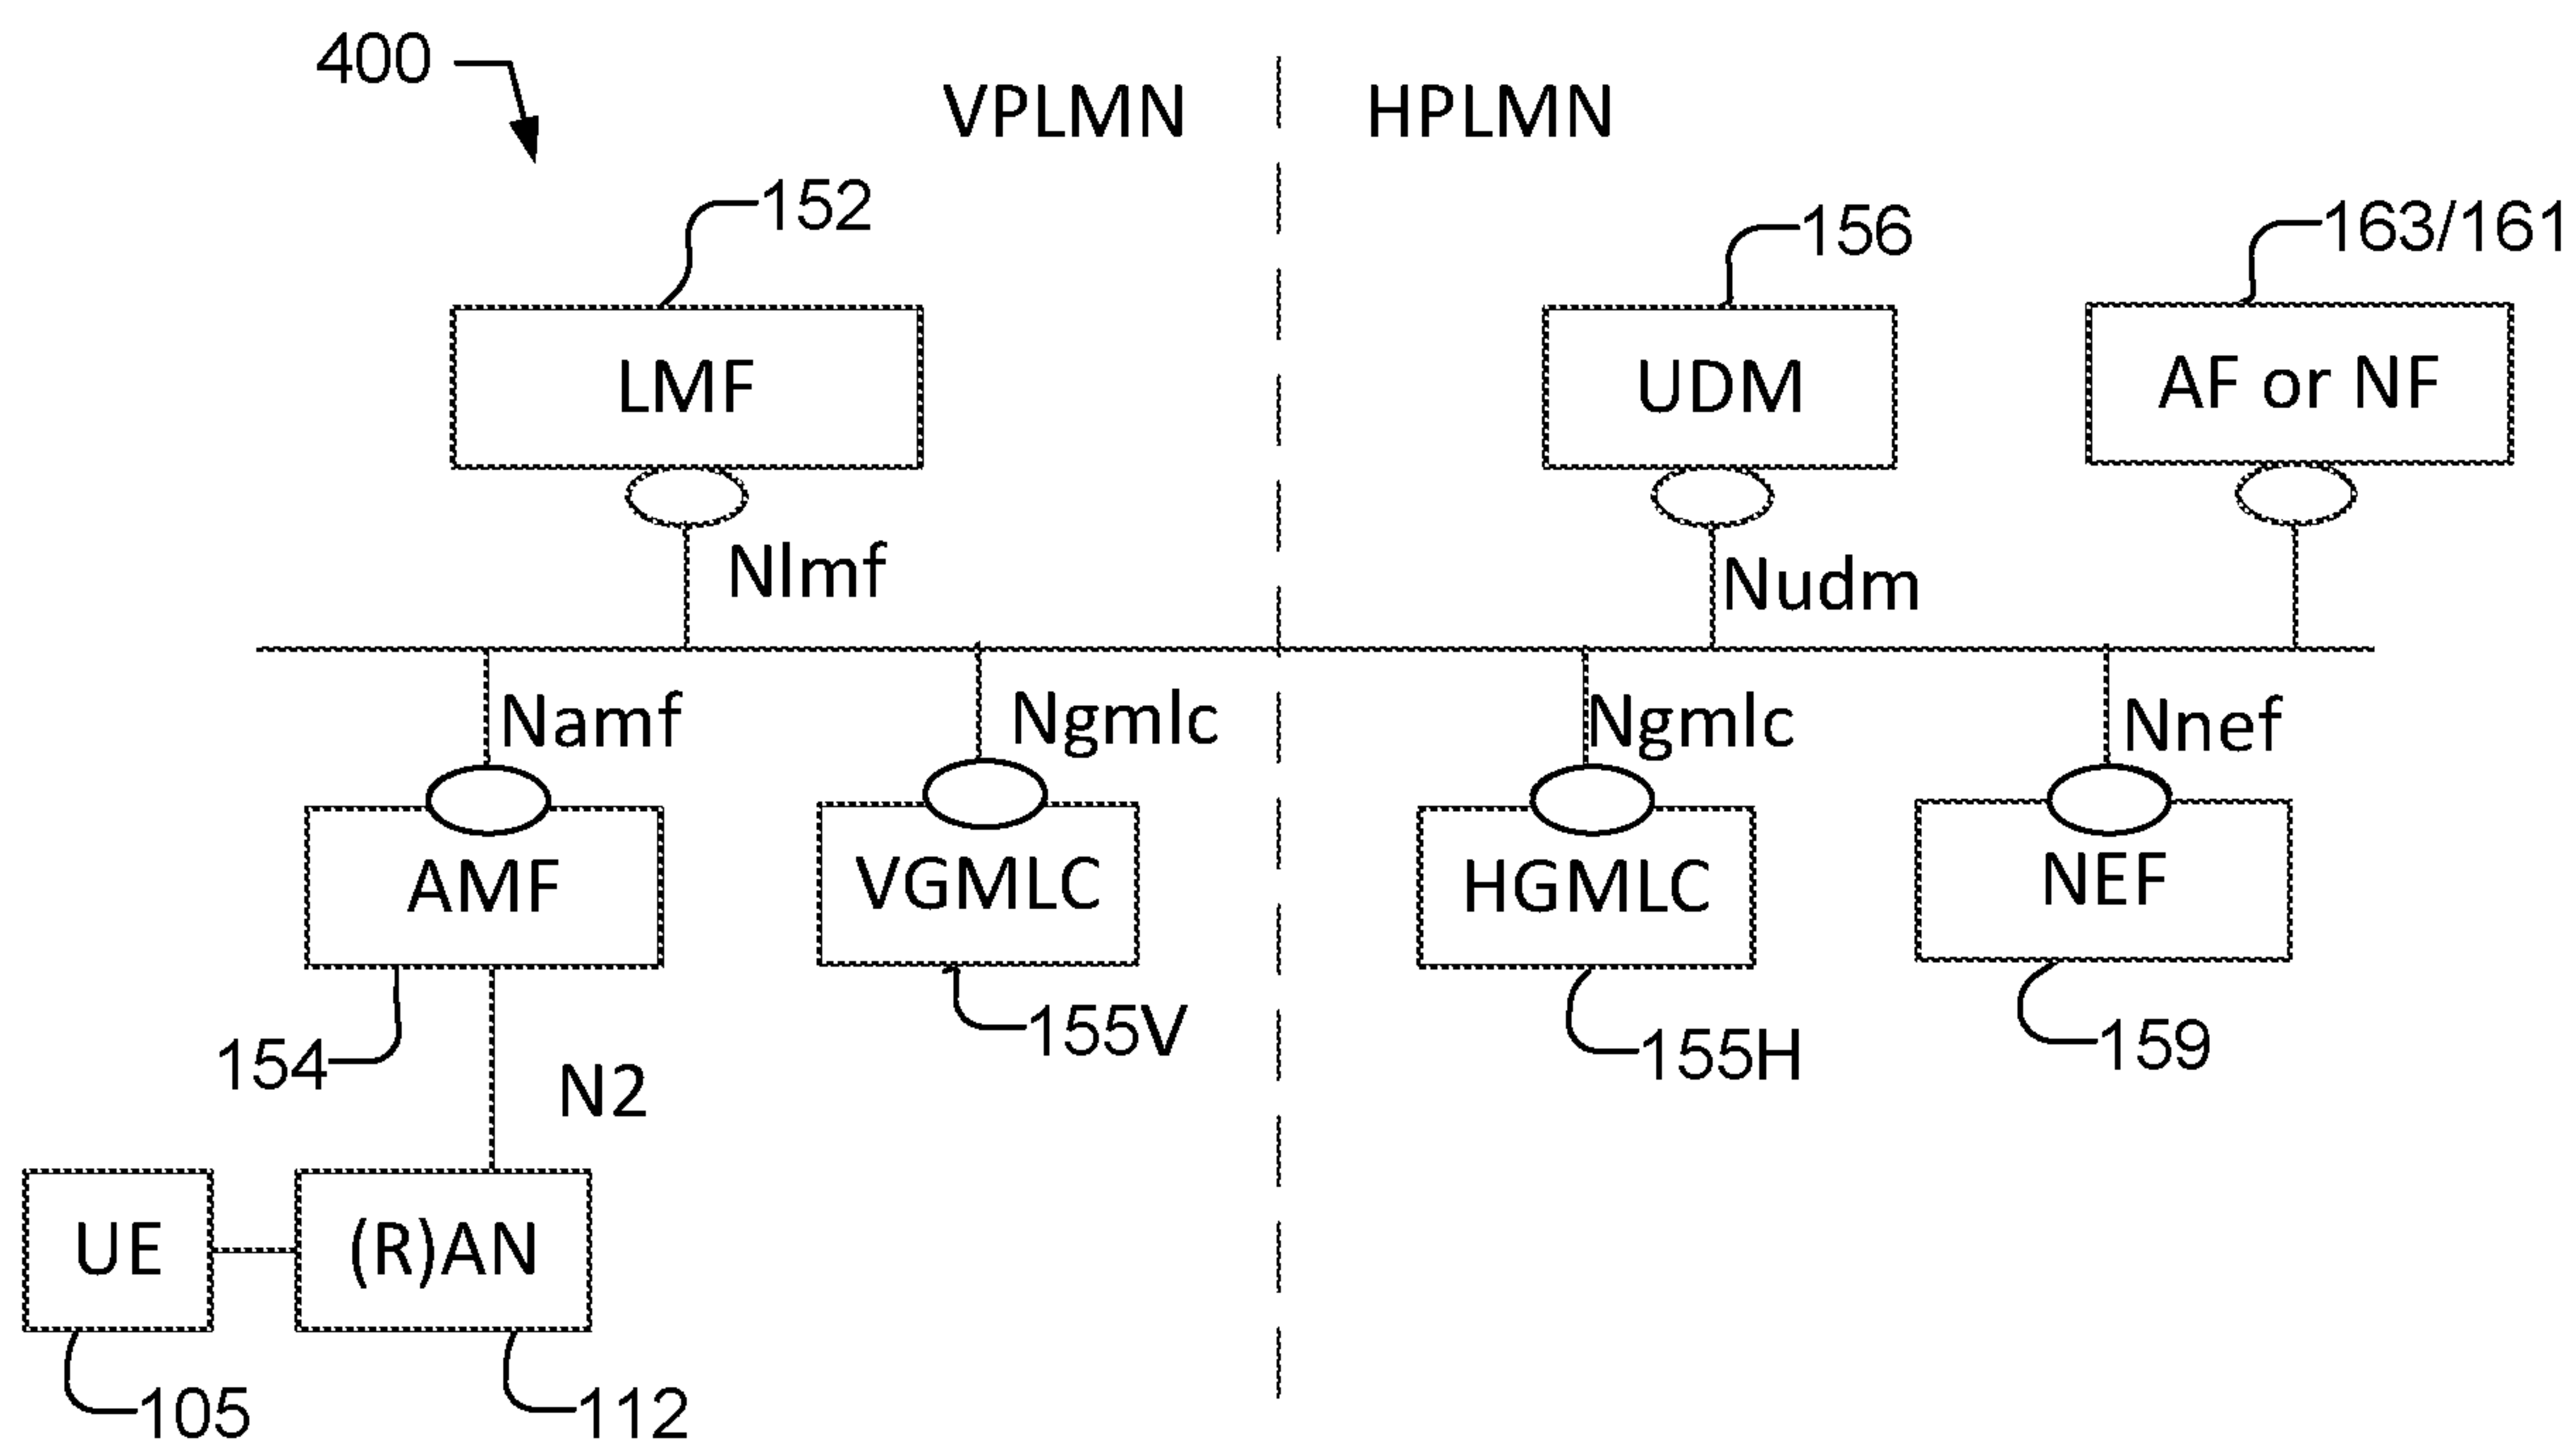 400
VPLMN
HPLMN
152
156
163/161
LMF
UDM
AF or NF
Nlmf
Nudm
Namf
Ngmlc
Ngmlc
Nnef
AMF
VGMLC
HGMLC
NEF
154
155V
155H
159
N2
UE
(R)AN
105
112